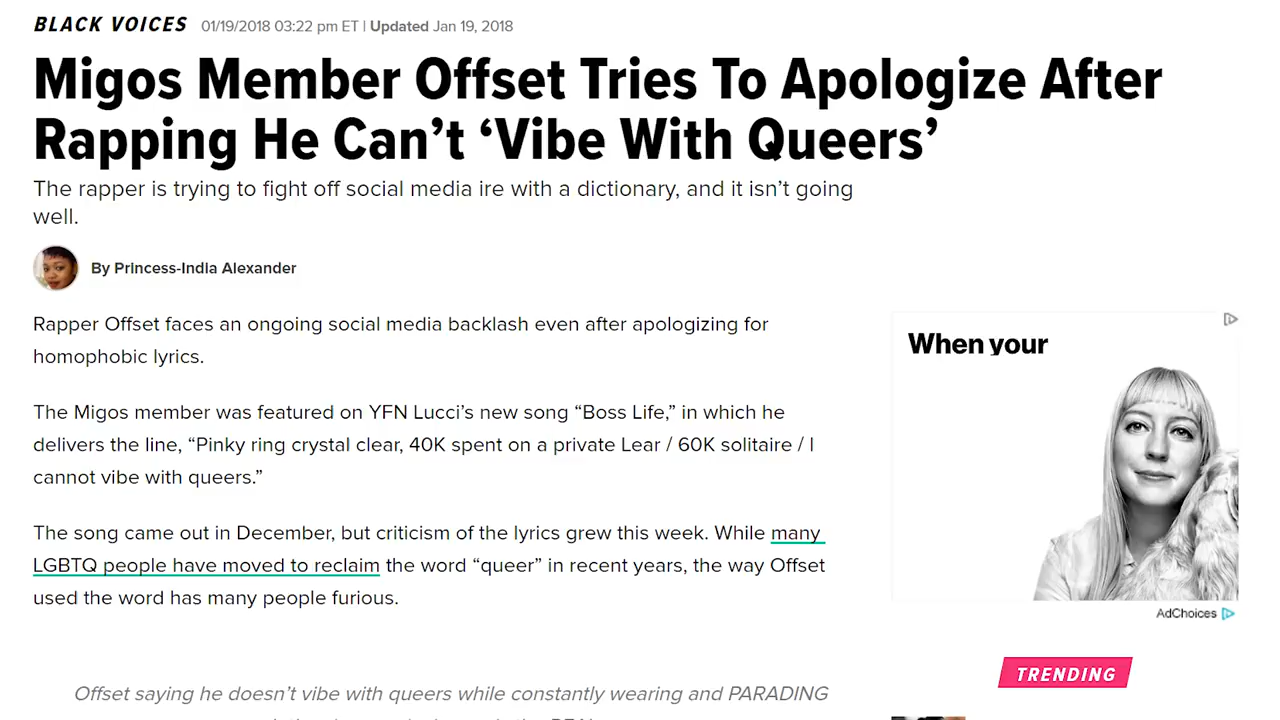 BLACK VOICES 01/19/2018 03:22 pm ET | Updated Jan 19, 2018
Migos Member Offset Tries To Apologize After
Rapping He Can’t ‘Vibe With Queers’
The rapper is trying to fight off social media ire with a dictionary, and it isn’t going
well.
By Princess-India Alexander
Rapper Offset faces an ongoing social media backlash even after apologizing for
homophobic lyrics.
The Migos member was featured on YFN Lucci’s new song “Boss Life,” in which he
delivers the line, “Pinky ring crystal clear, 40K spent on a private Lear / 60K solitaire / I
cannot vibe with queers.”
The song came out in December, but criticism of the lyrics grew this week. While many
LGBTQ people have moved to reclaim the word “queer” in recent years, the way Offset
used the word has many people furious.
Offset saying he doesn’t vibe with queers while constantly wearing and PARADING
When your
AdChoices
TRENDING